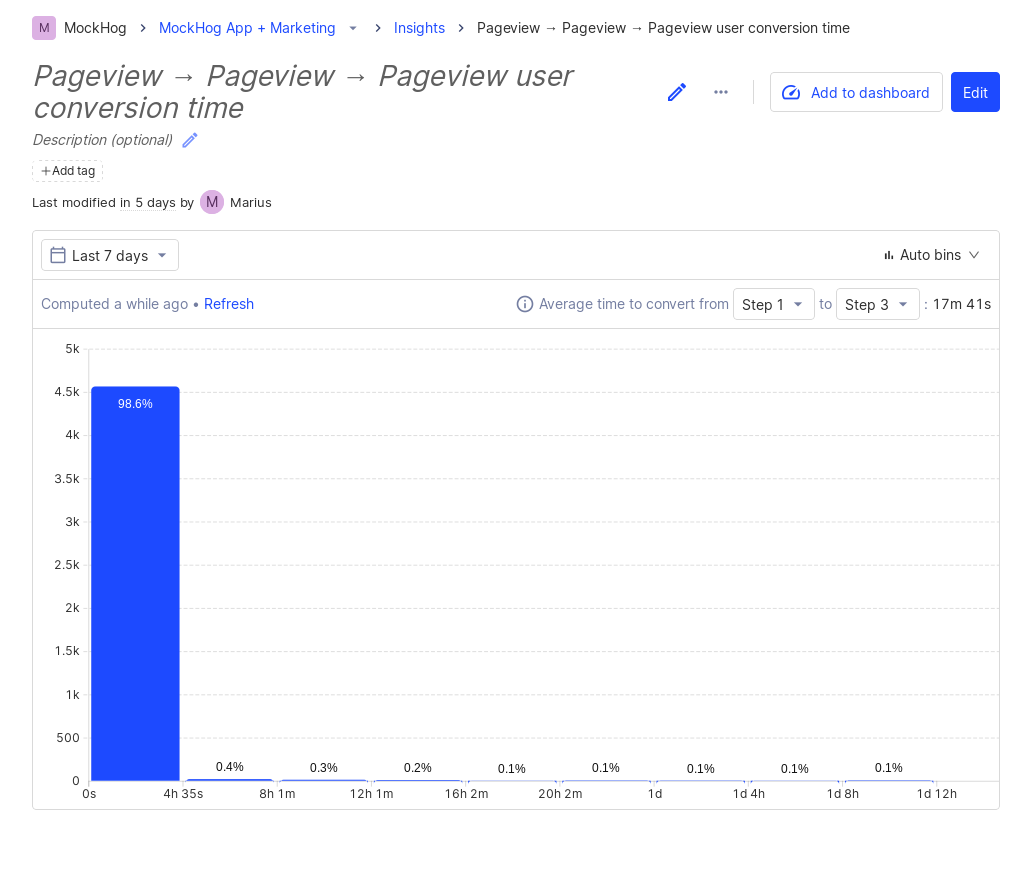 M MockHog > MockHog App + Marketing > Insights > Pageview → Pageview → Pageview user conversion time
Pageview → Pageview → Pageview user
conversion time
Add to dashboard Edit
Description (optional)
+Add tag
Last modified in 5 days by M Marius
Last 7 days Auto bins
Computed a while ago • Refresh Average time to convert from Step 1 to Step 3 : 17m 41s
5k
4.5k
98.6%
4k
3.5k
3k
2.5k
2k
1.5k
1k
500
0.4% 0.3% 0.2% 0.1% 0.1% 0.1% 0.1% 0.1%
0
0s 4h 35s 8h 1m 12h 1m 16h 2m 20h 2m 1d 1d 4h 1d 8h 1d 12h